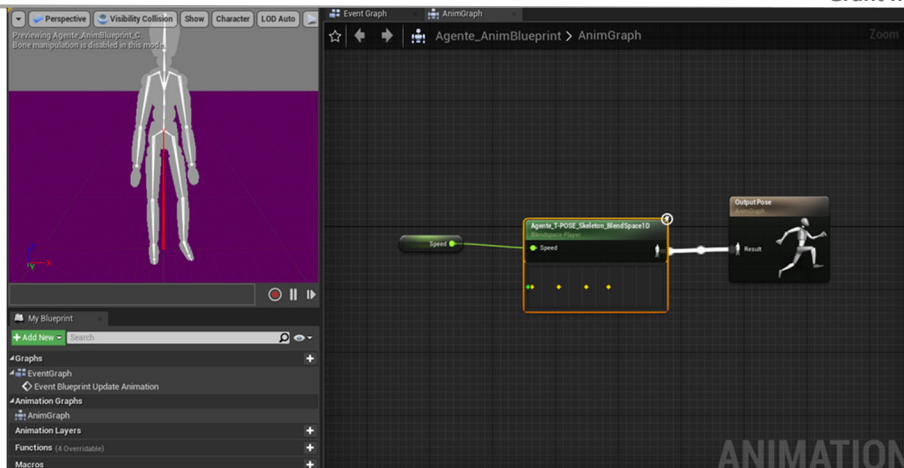 Perspective
Visibility Collision
Show
Character
LOD Auto
Previewing Agente_AnimBlueprint_C.
Bone manipulation is disabled in this mode.
Y
X
My Blueprint
+ Add New
Search
Graphs
EventGraph
Event Blueprint Update Animation
Animation Graphs
AnimGraph
Animation Layers
Functions (4 Overridable)
Macros
Event Graph
AnimGraph
Agente_AnimBlueprint > AnimGraph
Zoom
Speed
Agente_T-POSE_Skeleton_BlendSpace1D
Blendspace Player
Speed
Output Pose
AnimGraph
Result
ANIMATION